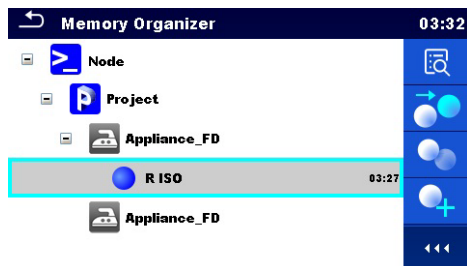 Memory Organizer 03:32
Node
Project
Appliance_FD
R ISO 03:27
Appliance_FD